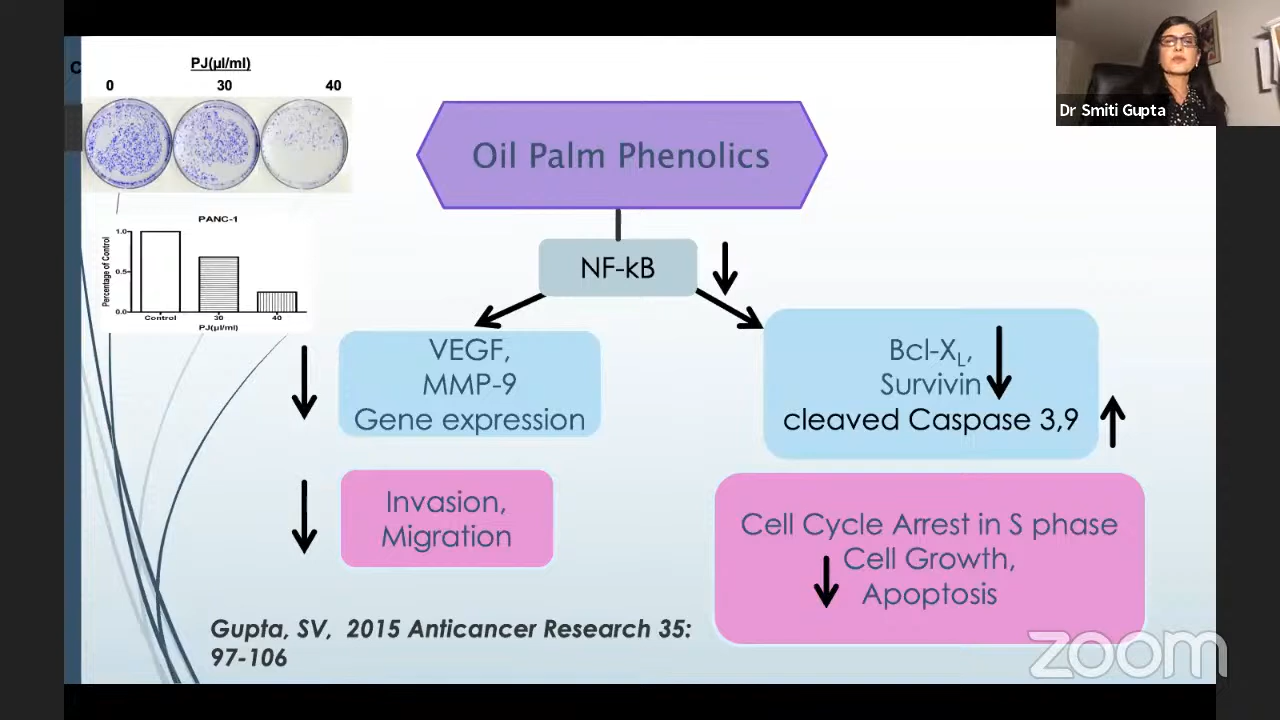 C
PJ(µl/ml)
0 30 40
PANC-1
Percentage of Control
1.0
0.5
0.0
Control 30 40
PJ(µl/ml)
Oil Palm Phenolics
NF-kB
VEGF,
MMP-9
Gene expression
Bcl-XL,
Survivin
cleaved Caspase 3,9
Invasion,
Migration
Cell Cycle Arrest in S phase
Cell Growth,
Apoptosis
Gupta, SV, 2015 Anticancer Research 35:
97-106
Dr Smiti Gupta
zoom